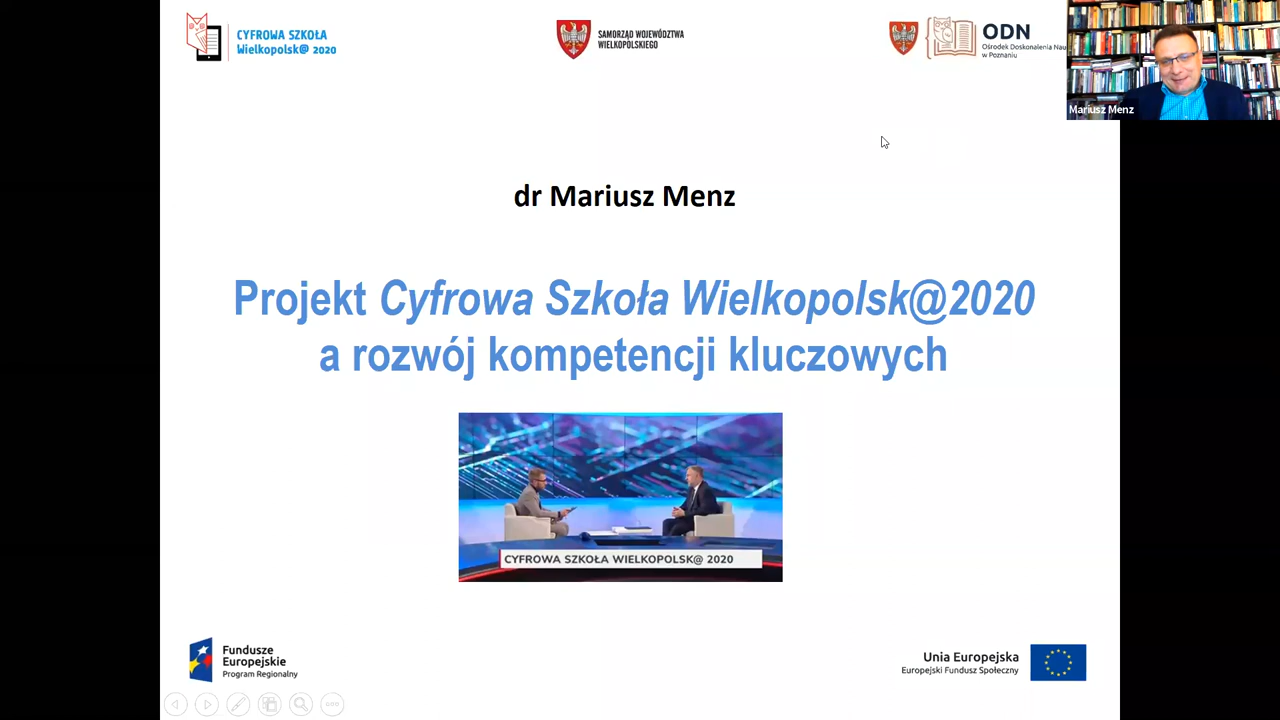 CYFROWA SZKOŁA
Wielkopolsk@ 2020
SAMORZĄD WOJEWÓDZTWA
WIELKOPOLSKIEGO
ODN
Ośrodek Doskonalenia Nau
w Poznaniu
Mariusz Menz
dr Mariusz Menz
Projekt Cyfrowa Szkoła Wielkopolsk@2020
a rozwój kompetencji kluczowych
CYFROWA SZKOŁA WIELKOPOLSK@ 2020
Fundusze
Europejskie
Program Regionalny
Unia Europejska
Europejski Fundusz Społeczny